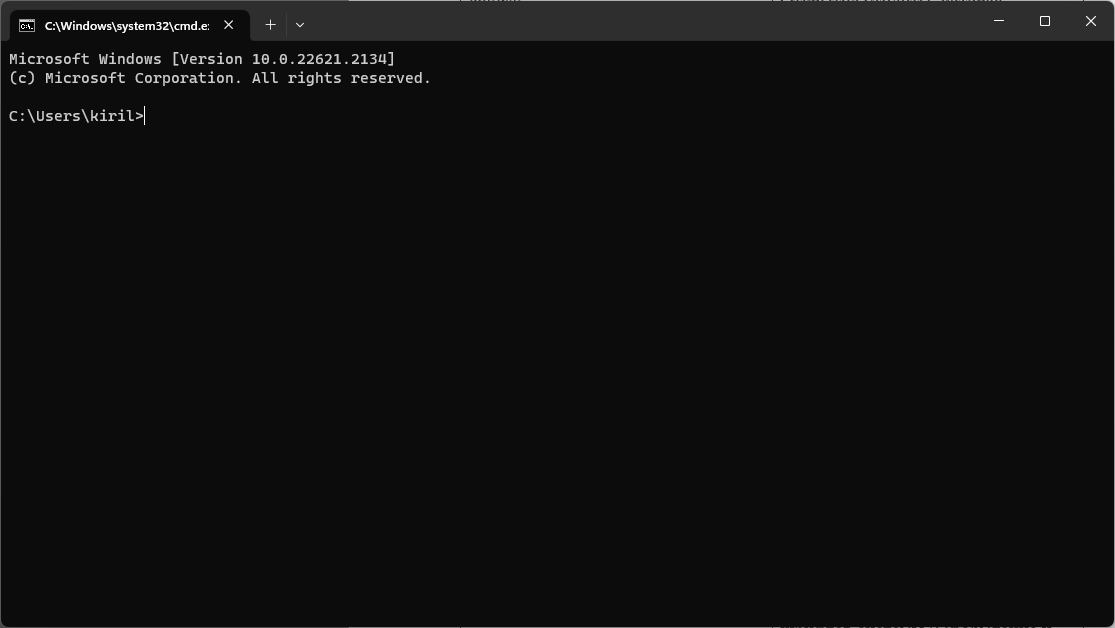 C:\Windows\system32\cmd.e
Microsoft Windows [Version 10.0.22621.2134]
(c) Microsoft Corporation. All rights reserved.
C:\Users\kiril>